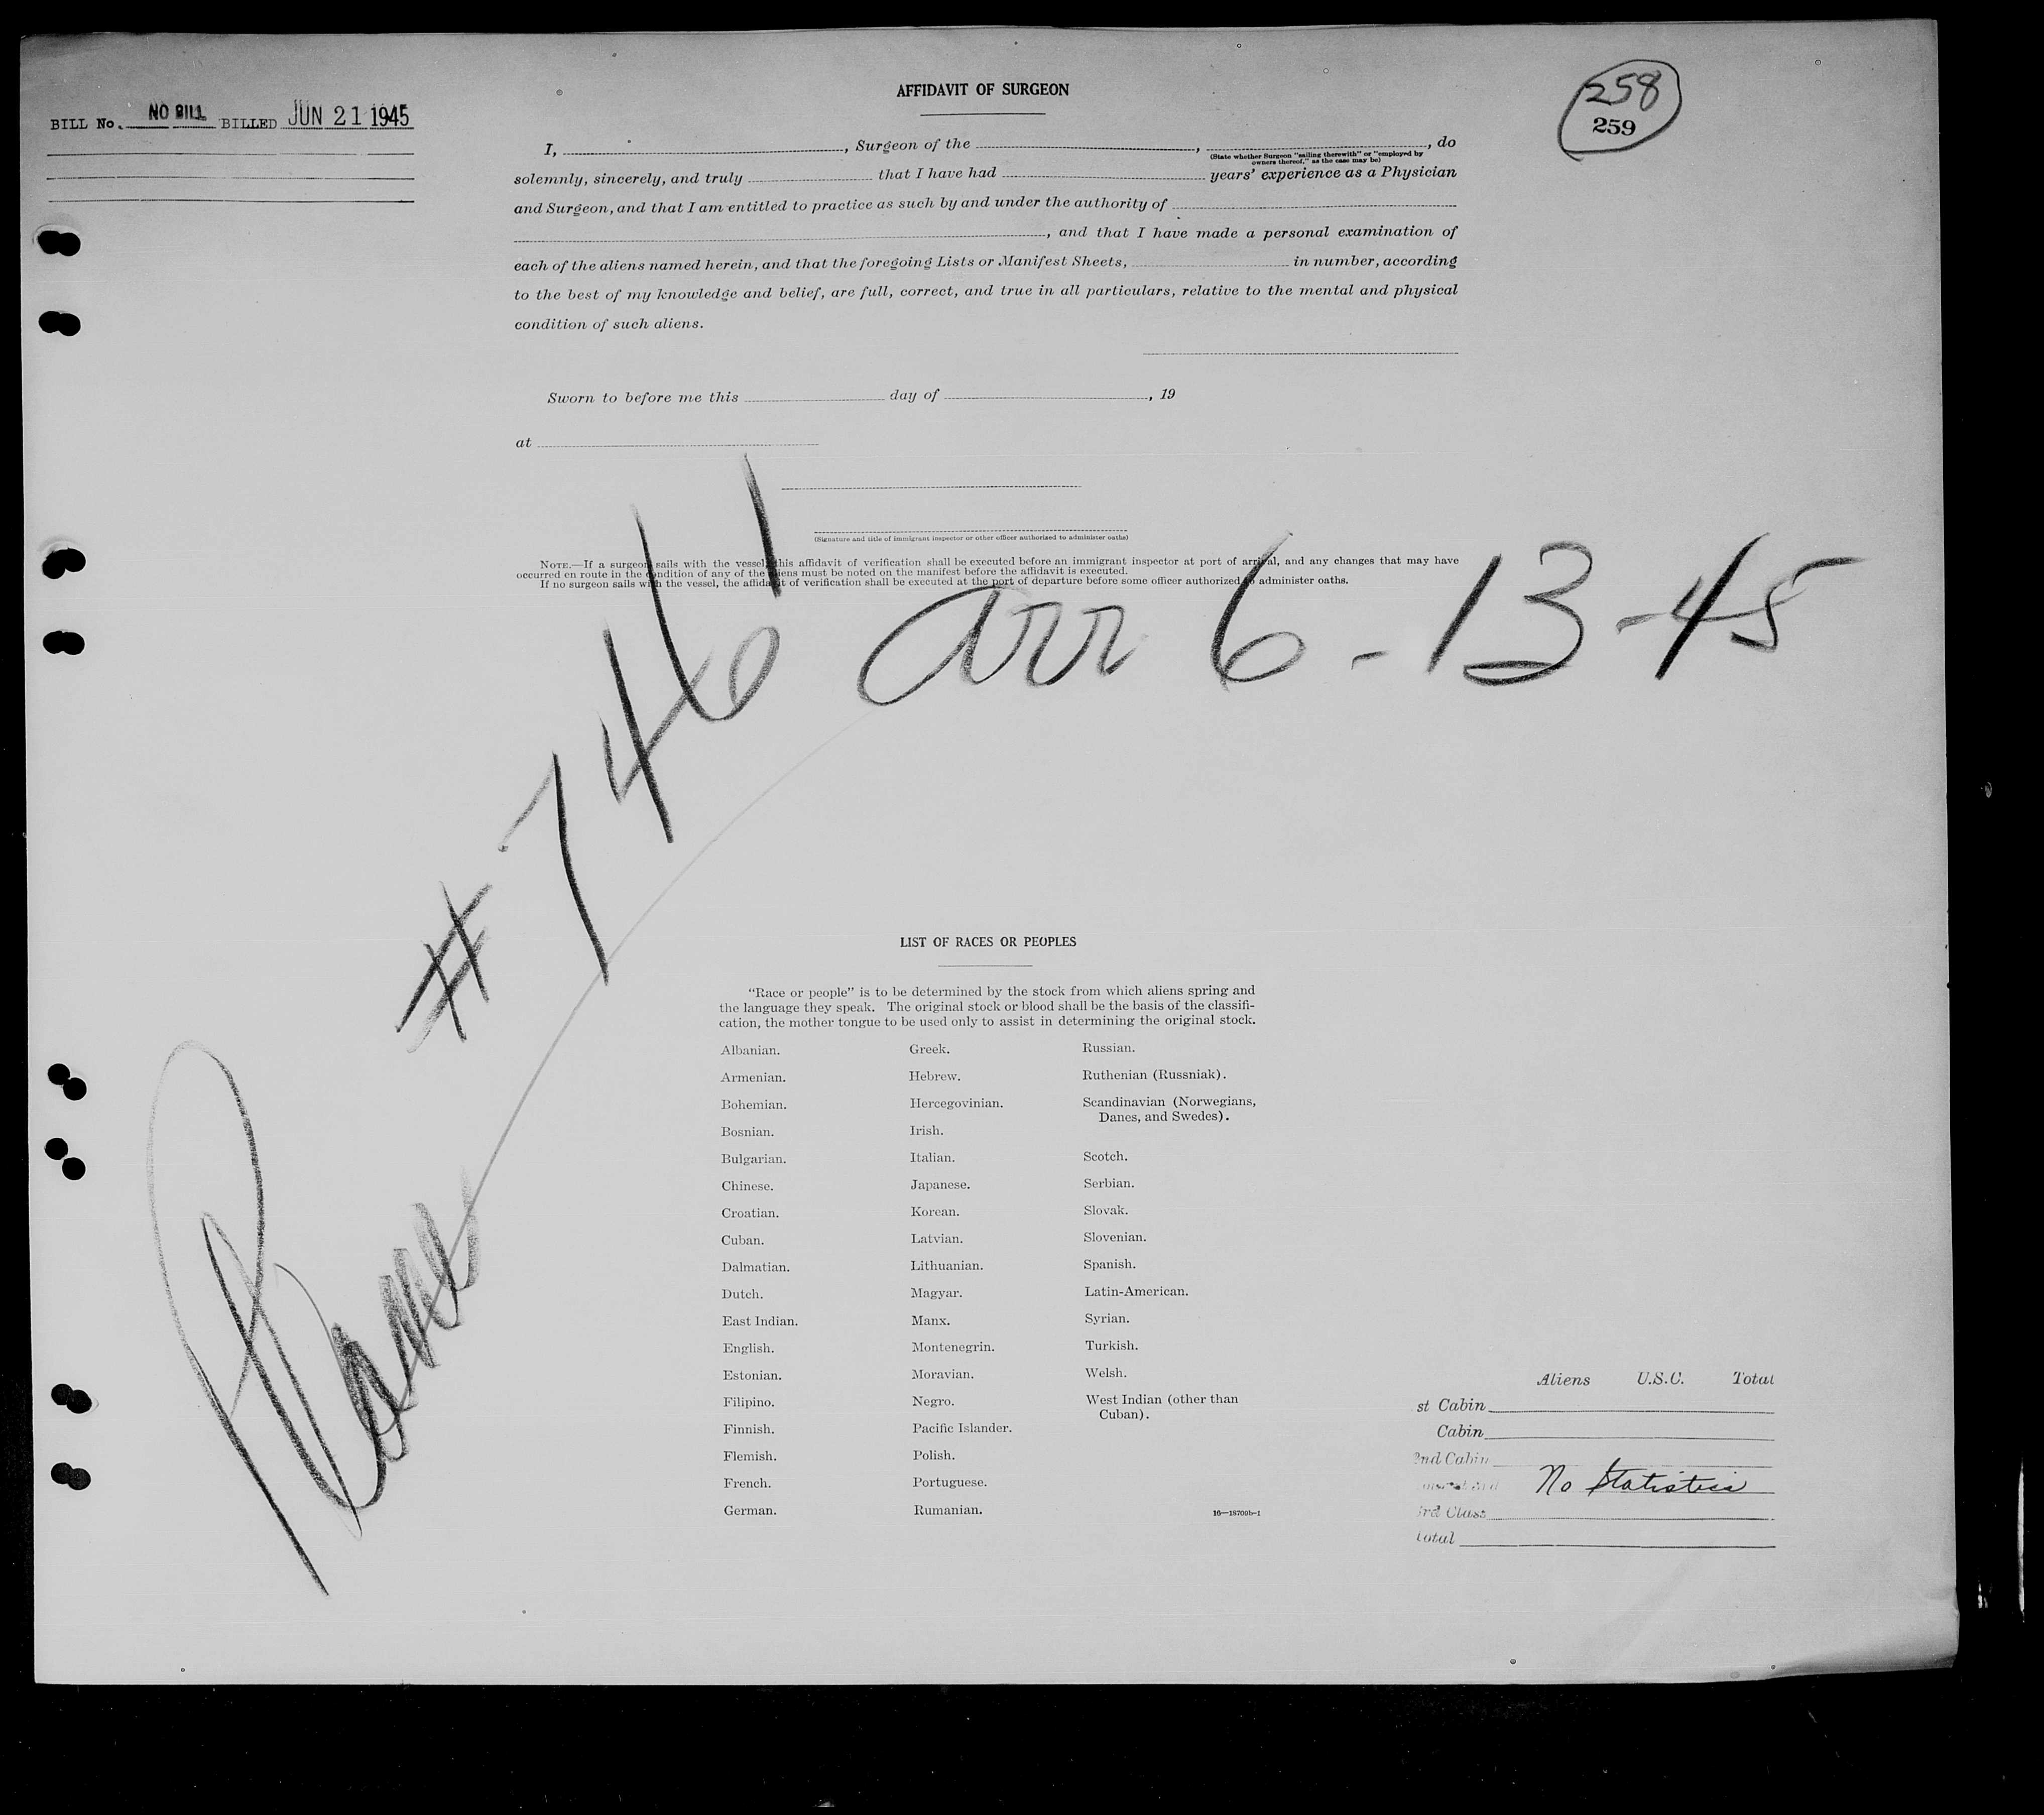 BILL No. NO BILL BILLED JUN 21 1945
AFFIDAVIT OF SURGEON
258
259
I, , Surgeon of the , , do
(State whether Surgeon "sailing therewith" or "employed by
owners thereof," as the case may be)
solemnly, sincerely, and truly that I have had years' experience as a Physician
and Surgeon, and that I am entitled to practice as such by and under the authority of
, and that I have made a personal examination of
each of the aliens named herein, and that the foregoing Lists or Manifest Sheets, in number, according
to the best of my knowledge and belief, are full, correct, and true in all particulars, relative to the mental and physical
condition of such aliens.
Sworn to before me this day of , 19
at
(Signature and title of immigrant inspector or other officer authorized to administer oaths)
NOTE.—If a surgeon sails with the vessel, this affidavit of verification shall be executed before an immigrant inspector at port of arrival, and any changes that may have
occurred en route in the condition of any of the aliens must be noted on the manifest before the affidavit is executed.
If no surgeon sails with the vessel, the affidavit of verification shall be executed at the port of departure before some officer authorized to administer oaths.
Plane #7461 arr 6-13-45
LIST OF RACES OR PEOPLES
"Race or people" is to be determined by the stock from which aliens spring and
the language they speak. The original stock or blood shall be the basis of the classifi-
cation, the mother tongue to be used only to assist in determining the original stock.
Albanian.
Armenian.
Bohemian.
Bosnian.
Bulgarian.
Chinese.
Croatian.
Cuban.
Dalmatian.
Dutch.
East Indian.
English.
Estonian.
Filipino.
Finnish.
Flemish.
French.
German.
Greek.
Hebrew.
Hercegovinian.
Irish.
Italian.
Japanese.
Korean.
Latvian.
Lithuanian.
Magyar.
Manx.
Montenegrin.
Moravian.
Negro.
Pacific Islander.
Polish.
Portuguese.
Rumanian.
Russian.
Ruthenian (Russniak).
Scandinavian (Norwegians,
Danes, and Swedes).
Scotch.
Serbian.
Slovak.
Slovenian.
Spanish.
Latin-American.
Syrian.
Turkish.
Welsh.
West Indian (other than
Cuban).
16—18709b-1
Aliens U.S.C. Total
st Cabin
Cabin
2nd Cabin
No Statistics
3rd Class
total